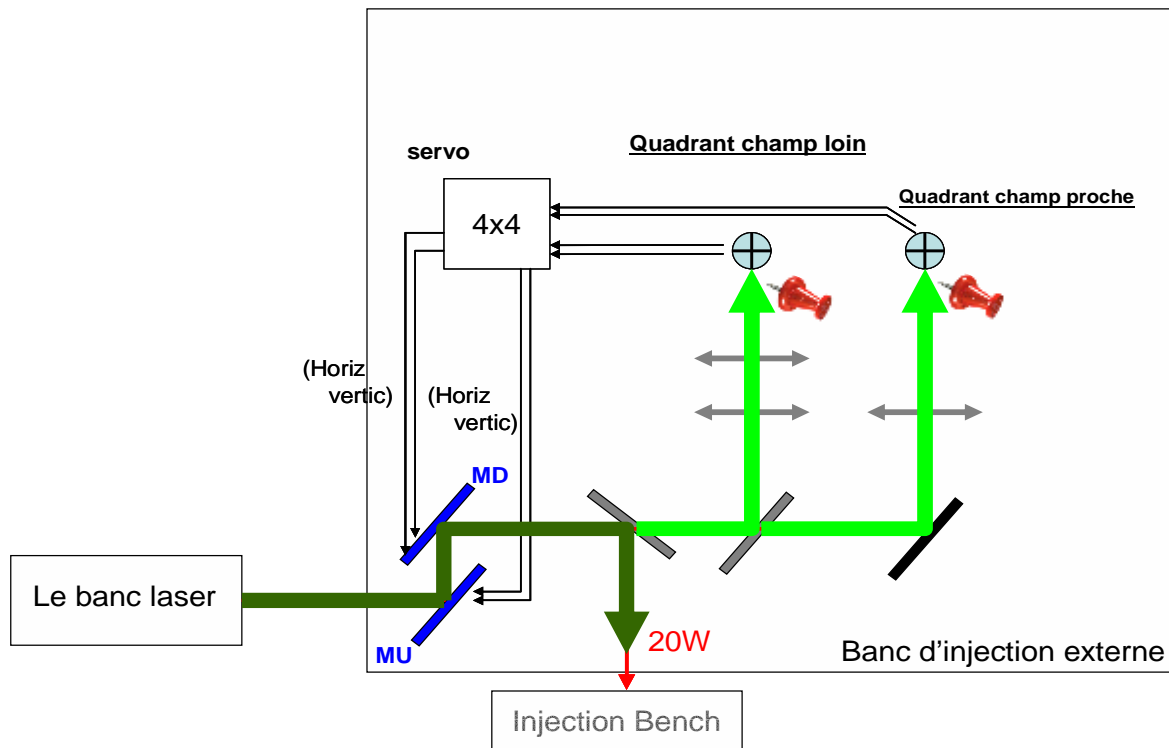 Quadrant champ loin
servo
Quadrant champ proche
4x4
(Horiz
vertic)
(Horiz
vertic)
MD
Le banc laser
MU
20W
Banc d'injection externe
Injection Bench